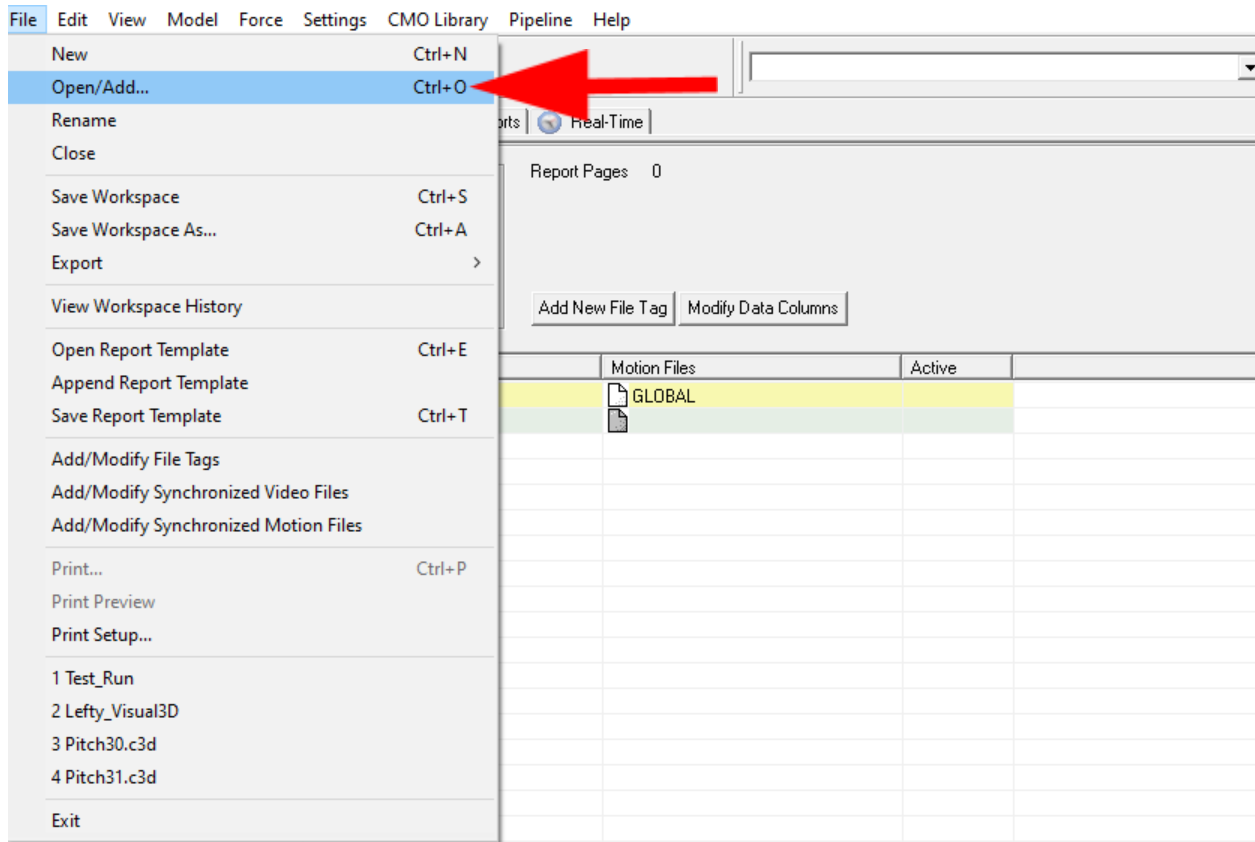 File Edit View Model Force Settings CMO Library Pipeline Help
New Ctrl+N
Open/Add... Ctrl+O
Rename
Close
Save Workspace Ctrl+S
Save Workspace As... Ctrl+A
Export
View Workspace History
Open Report Template Ctrl+E
Append Report Template
Save Report Template Ctrl+T
Add/Modify File Tags
Add/Modify Synchronized Video Files
Add/Modify Synchronized Motion Files
Print... Ctrl+P
Print Preview
Print Setup...
1 Test_Run
2 Lefty_Visual3D
3 Pitch30.c3d
4 Pitch31.c3d
Exit
Real-Time
Report Pages 0
Add New File Tag Modify Data Columns
Motion Files Active
GLOBAL